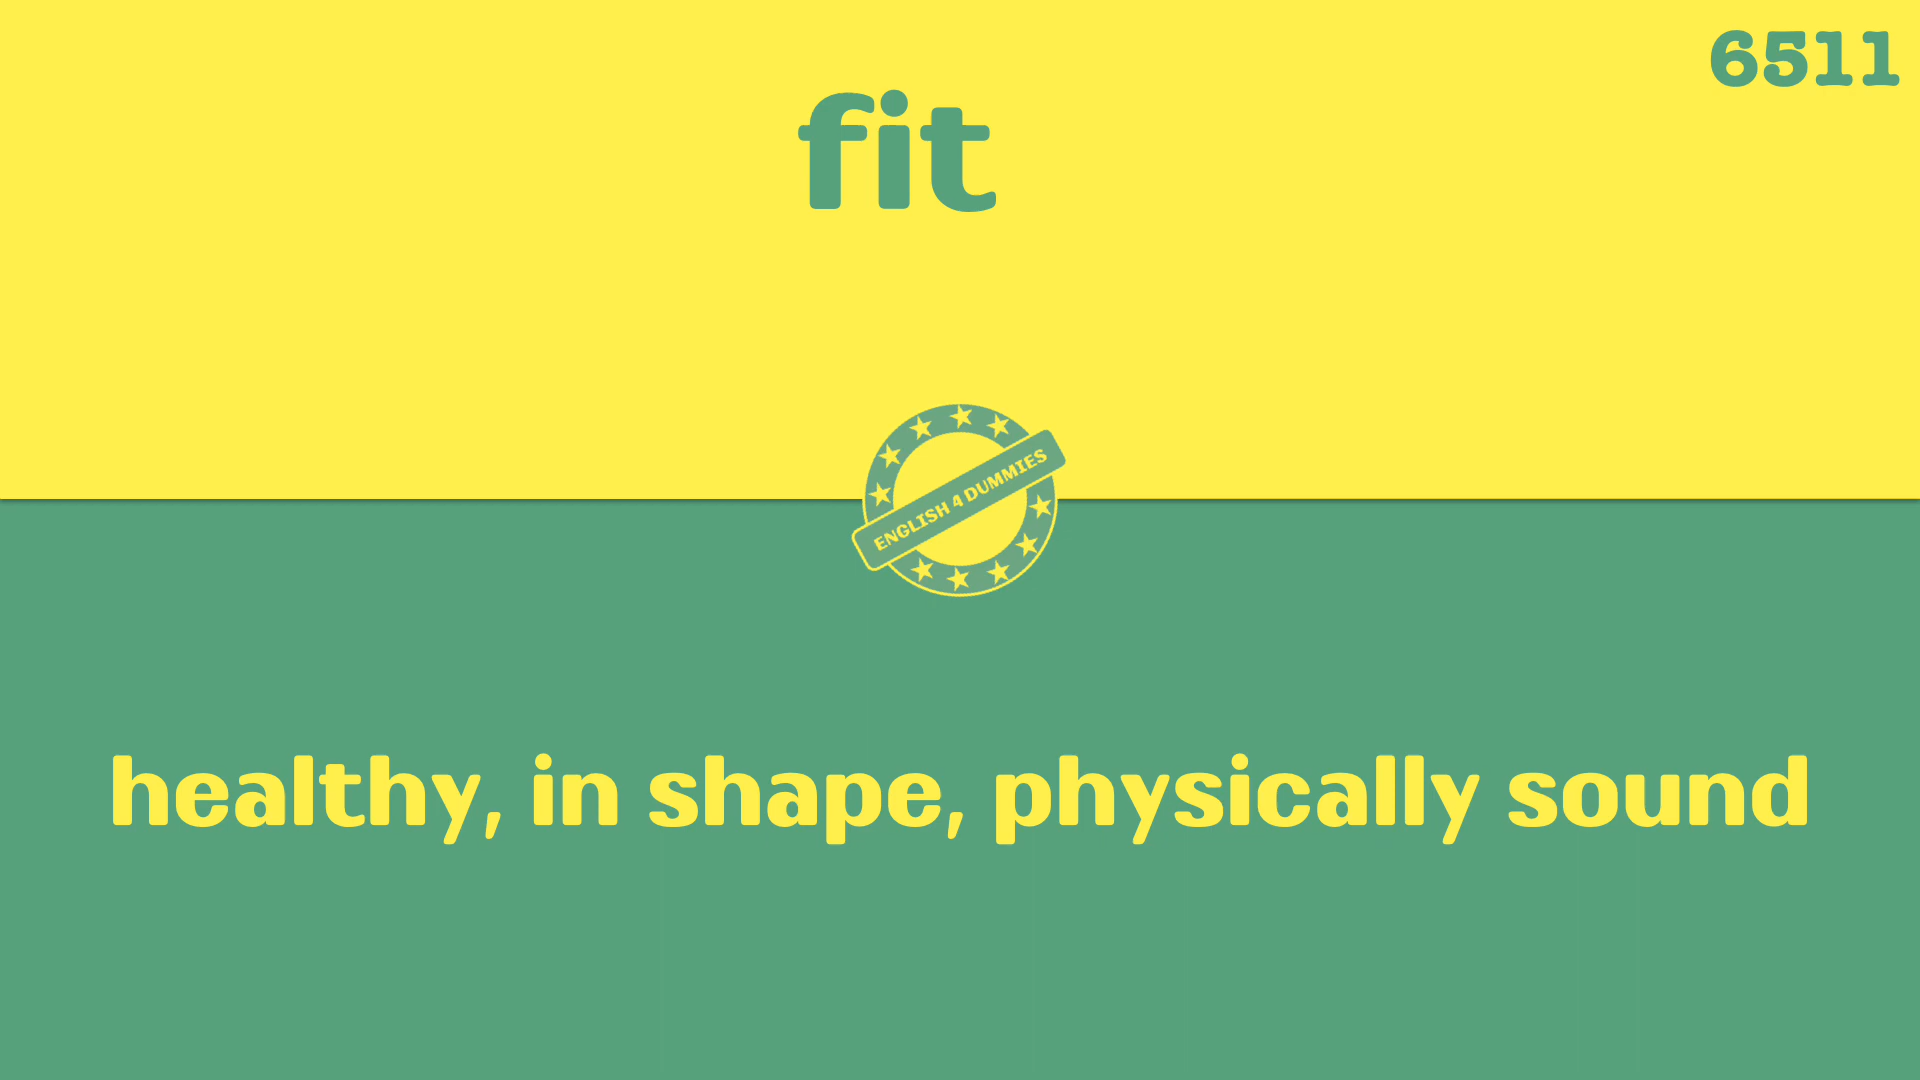 6511
fit
ENGLISH 4 DUMMIES
healthy, in shape, physically sound